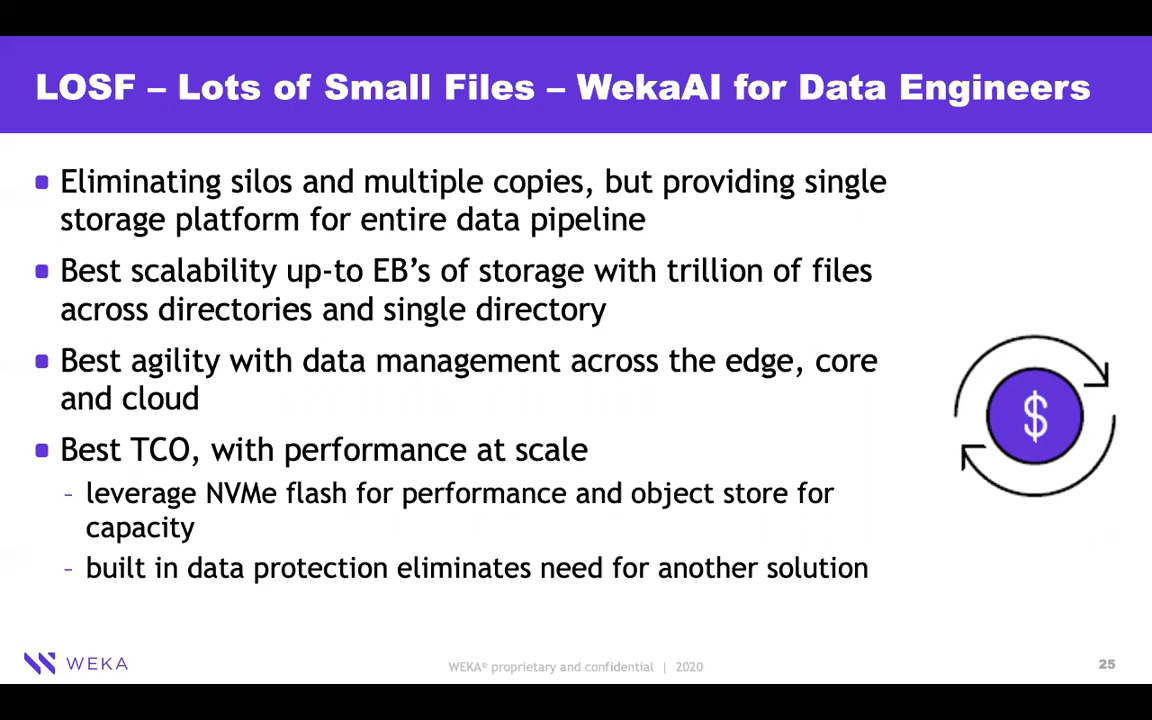 LOSF – Lots of Small Files – WekaAI for Data Engineers
Eliminating silos and multiple copies, but providing single
storage platform for entire data pipeline
Best scalability up-to EB’s of storage with trillion of files
across directories and single directory
Best agility with data management across the edge, core
and cloud
Best TCO, with performance at scale
- leverage NVMe flash for performance and object store for
capacity
- built in data protection eliminates need for another solution
$
WEKA
WEKA® proprietary and confidential | 2020
25